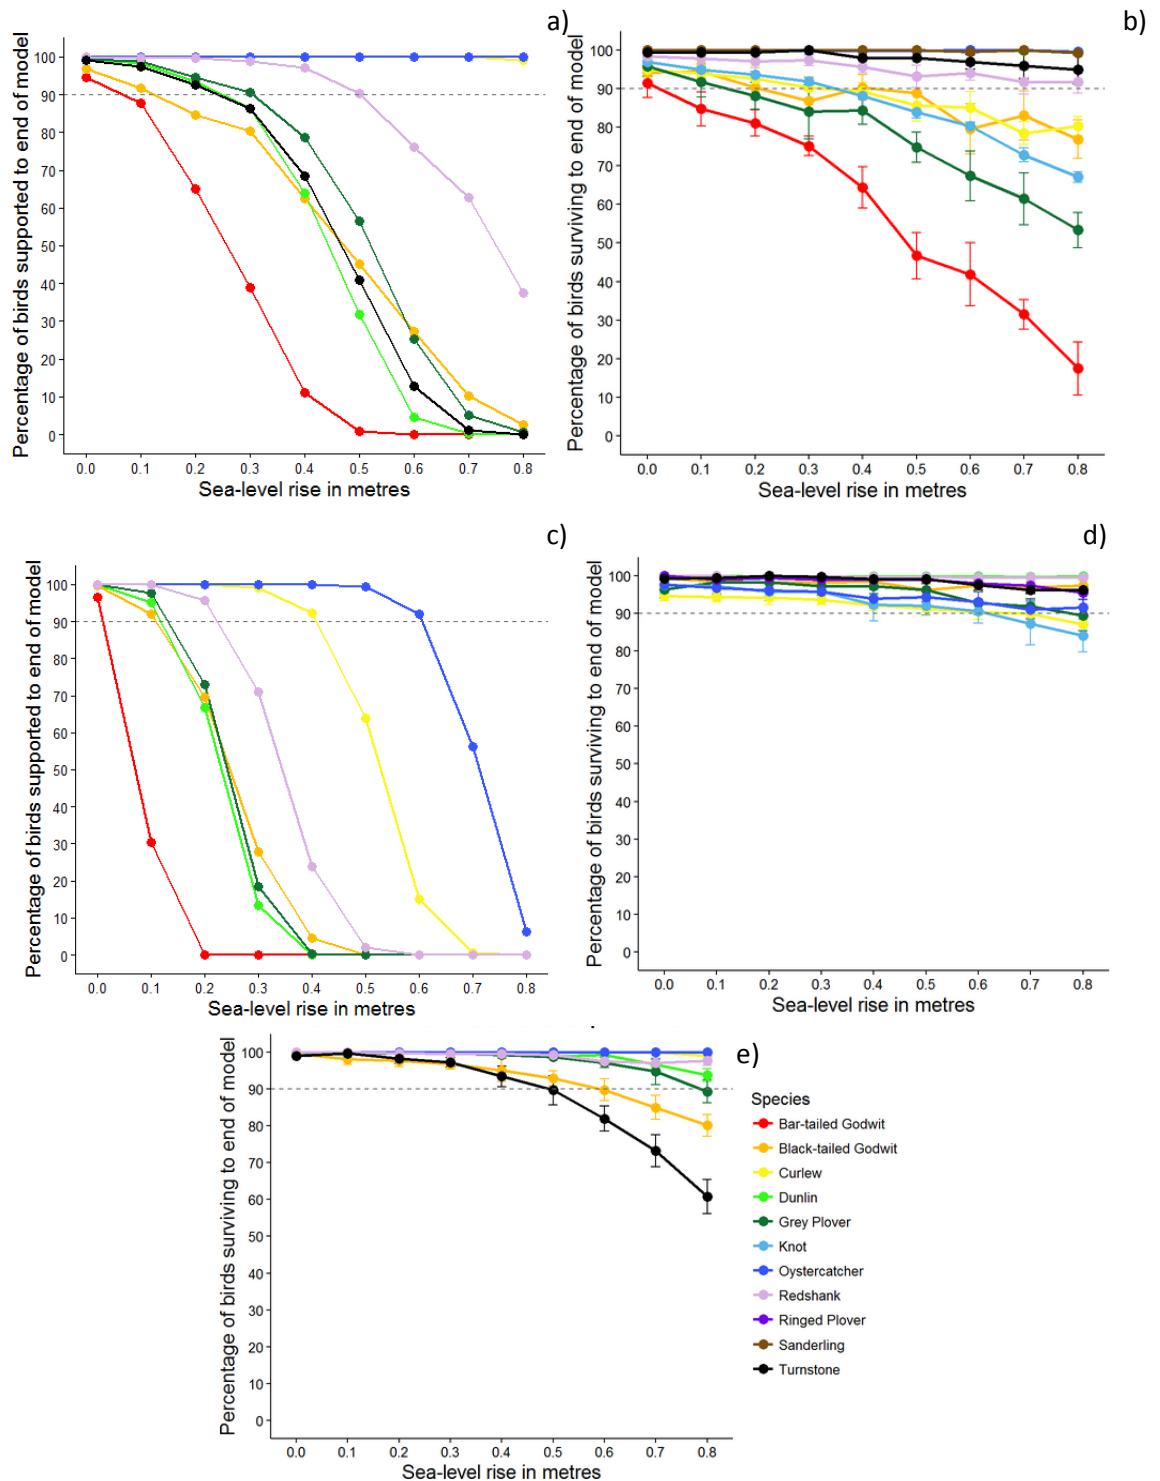 a)
Percentage of birds supported to end of model
100
90
80
70
60
50
40
30
20
10
0
0.0 0.1 0.2 0.3 0.4 0.5 0.6 0.7 0.8
Sea-level rise in metres
b)
Percentage of birds surviving to end of model
100
90
80
70
60
50
40
30
20
10
0
0.0 0.1 0.2 0.3 0.4 0.5 0.6 0.7 0.8
Sea-level rise in metres
c)
Percentage of birds supported to end of model
100
90
80
70
60
50
40
30
20
10
0
0.0 0.1 0.2 0.3 0.4 0.5 0.6 0.7 0.8
Sea-level rise in metres
d)
Percentage of birds surviving to end of model
100
90
80
70
60
50
40
30
20
10
0
0.0 0.1 0.2 0.3 0.4 0.5 0.6 0.7 0.8
Sea-level rise in metres
e)
Percentage of birds surviving to end of model
100
90
80
70
60
50
40
30
20
10
0
0.0 0.1 0.2 0.3 0.4 0.5 0.6 0.7 0.8
Sea-level rise in metres
Species
Bar-tailed Godwit
Black-tailed Godwit
Curlew
Dunlin
Grey Plover
Knot
Oystercatcher
Redshank
Ringed Plover
Sanderling
Turnstone